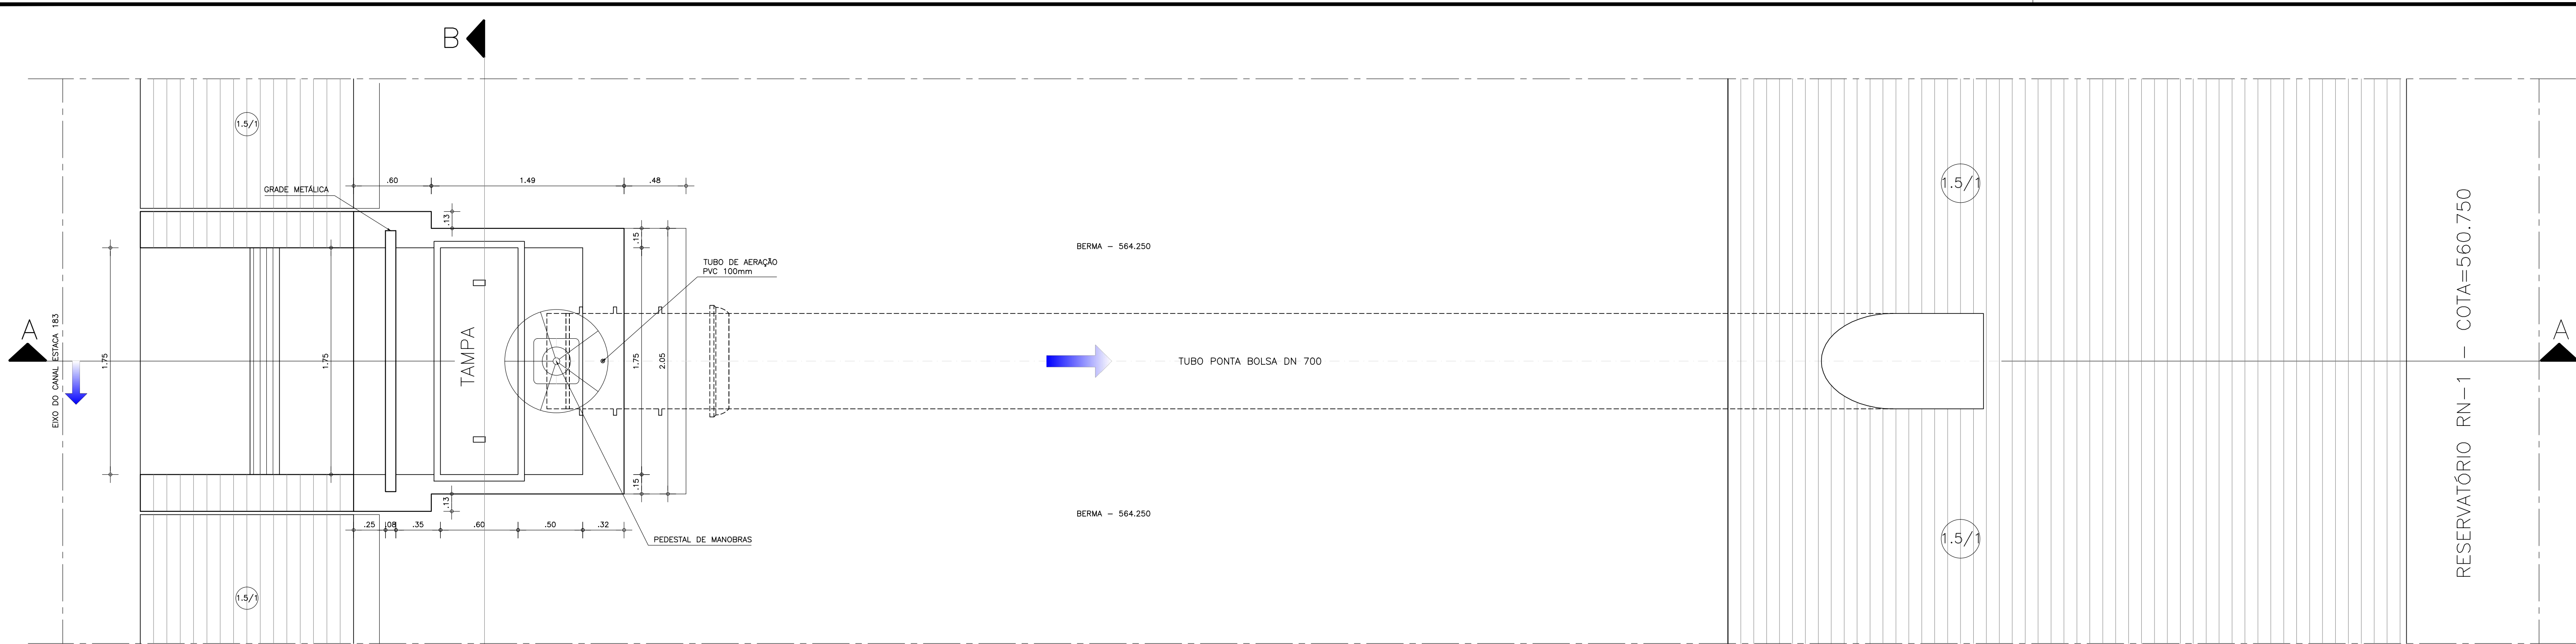 B
1.5/1
1.5/1
.60
1.49
.48
GRADE METÁLICA
.13
.15
BERMA - 564.250
TUBO DE AERAÇÃO
PVC 100mm
A
EIXO DO CANAL ESTACA 183
1.75
1.75
TAMPA
1.75
2.05
TUBO PONTA BOLSA DN 700
RESERVATÓRIO RN-1 - COTA=560.750
A
.15
.13
BERMA - 564.250
.25
.08
.35
.60
.50
.32
PEDESTAL DE MANOBRAS
1.5/1
1.5/1